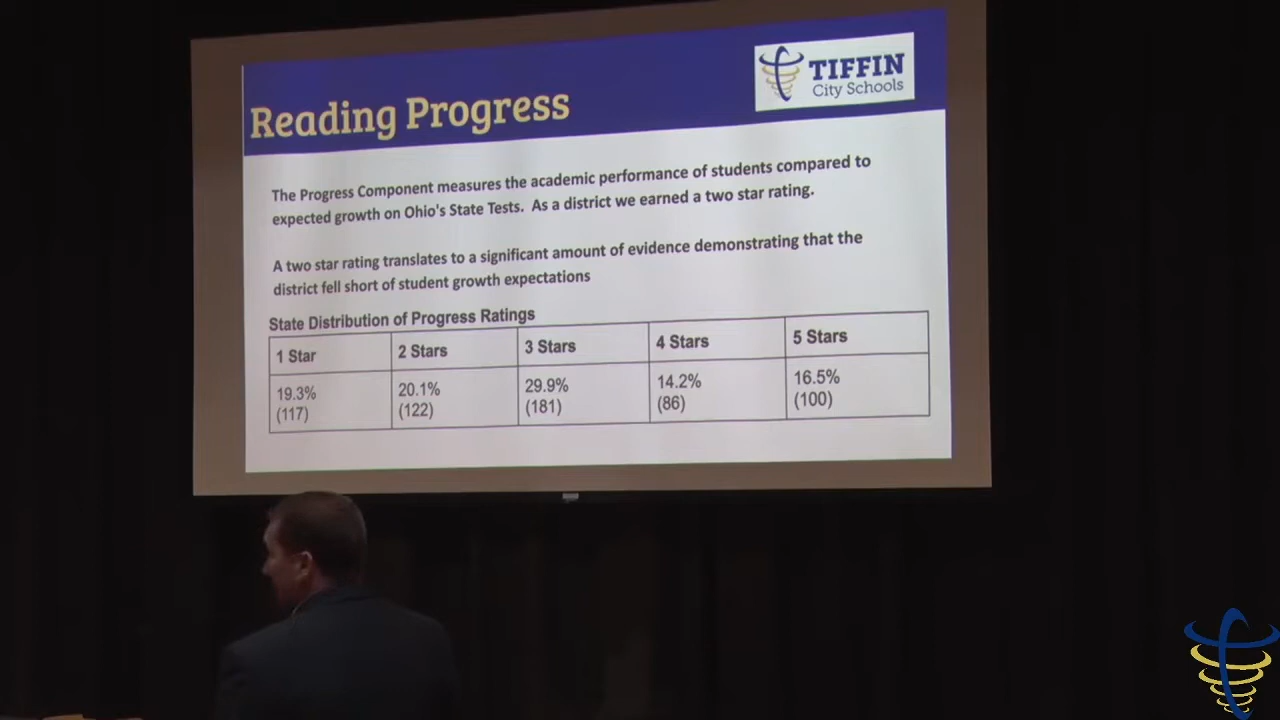 TIFFIN
City Schools
Reading Progress
The Progress Component measures the academic performance of students compared to
expected growth on Ohio's State Tests. As a district we earned a two star rating.
A two star rating translates to a significant amount of evidence demonstrating that the
district fell short of student growth expectations
State Distribution of Progress Ratings
1 Star 2 Stars 3 Stars 4 Stars 5 Stars
19.3% 20.1% 29.9% 14.2% 16.5%
(117) (122) (181) (86) (100)